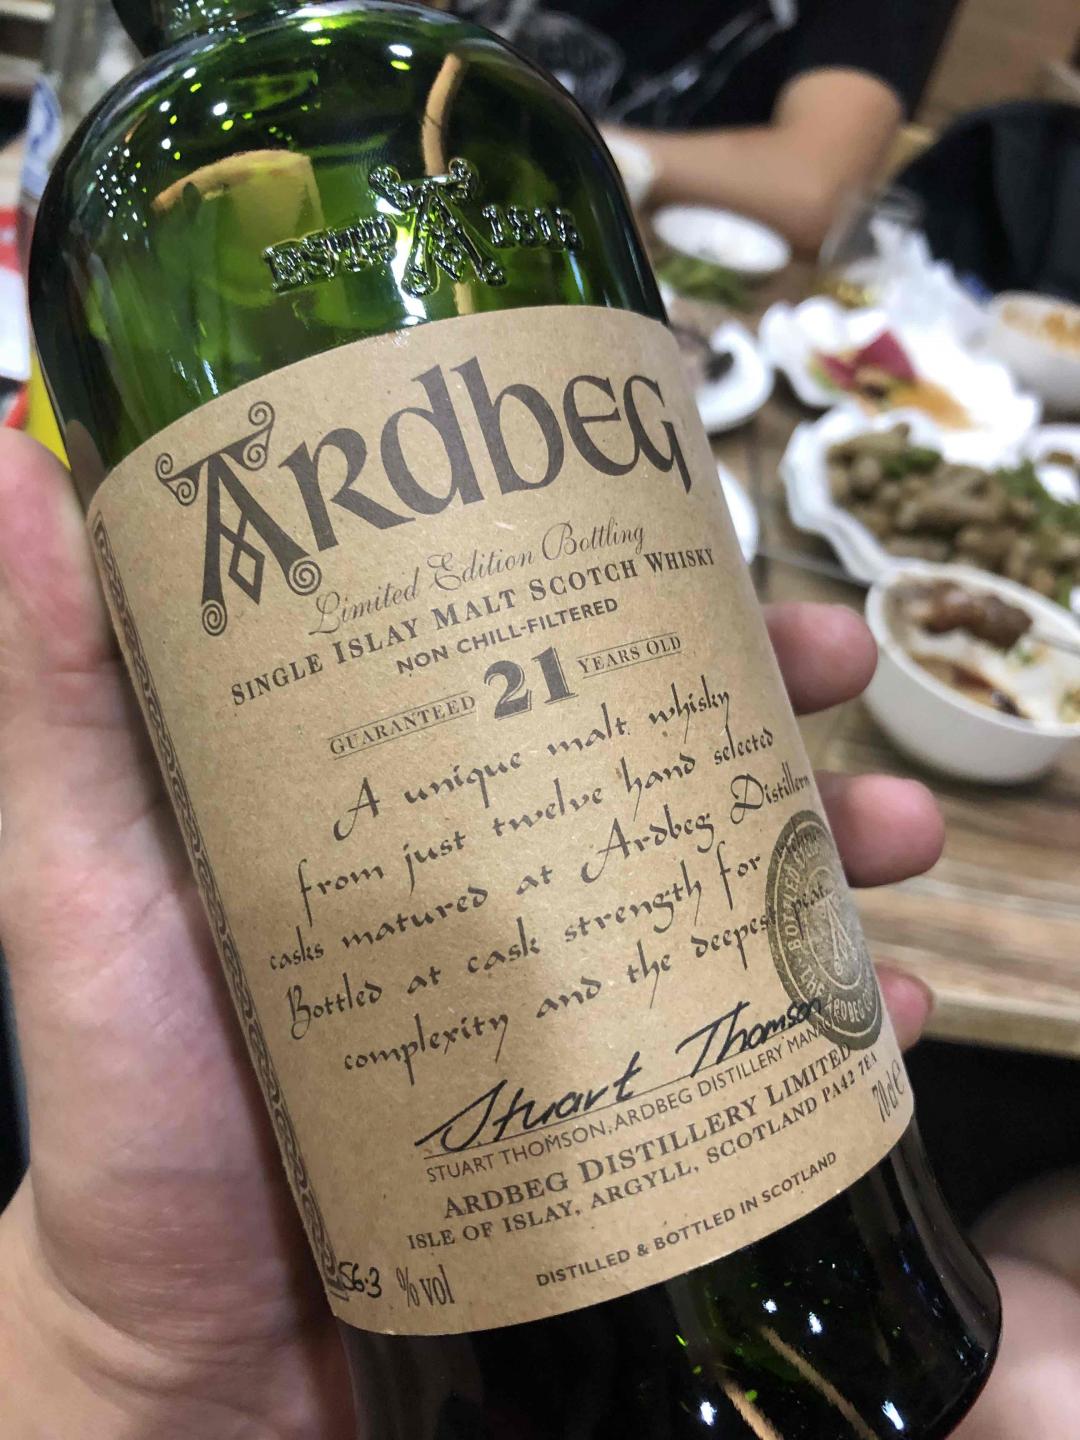 ESTD 1815
ARdbEG
Limited Edition Bottling
SINGLE ISLAY MALT SCOTCH WHISKY
NON CHILL-FILTERED
GUARANTEED 21 YEARS OLD
A unique malt whisky
from just twelve hand selected
casks matured at Ardbeg Distillery
Bottled at cask strength for
complexity and the deepest
Stuart Thomson
STUART THOMSON, ARDBEG DISTILLERY
ARDBEG DISTILLERY LIMITED
ISLE OF ISLAY, ARGYLL, SCOTLAND PA42 7EA
70cl e
56.3 % vol
DISTILLED & BOTTLED IN SCOTLAND